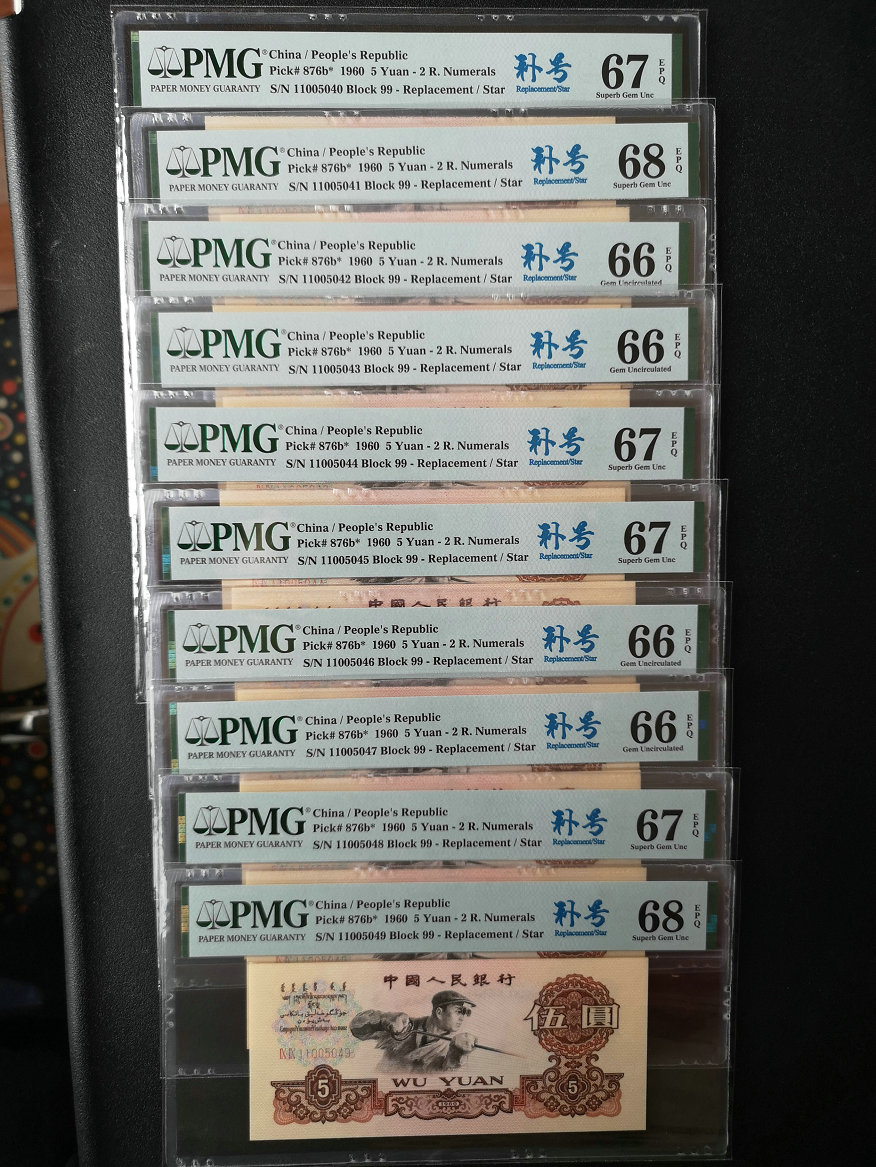 PMG®
PAPER MONEY GUARANTY
China / People's Republic
Pick# 876b* 1960 5 Yuan - 2 R. Numerals
S/N 11005040 Block 99 - Replacement / Star
补号
Replacement/Star
67
EPQ
Superb Gem Unc
PMG®
PAPER MONEY GUARANTY
China / People's Republic
Pick# 876b* 1960 5 Yuan - 2 R. Numerals
S/N 11005041 Block 99 - Replacement / Star
补号
Replacement/Star
68
EPQ
Superb Gem Unc
PMG®
PAPER MONEY GUARANTY
China / People's Republic
Pick# 876b* 1960 5 Yuan - 2 R. Numerals
S/N 11005042 Block 99 - Replacement / Star
补号
Replacement/Star
66
EPQ
Gem Uncirculated
PMG®
PAPER MONEY GUARANTY
China / People's Republic
Pick# 876b* 1960 5 Yuan - 2 R. Numerals
S/N 11005043 Block 99 - Replacement / Star
补号
Replacement/Star
66
EPQ
Gem Uncirculated
PMG®
PAPER MONEY GUARANTY
China / People's Republic
Pick# 876b* 1960 5 Yuan - 2 R. Numerals
S/N 11005044 Block 99 - Replacement / Star
补号
Replacement/Star
67
EPQ
Superb Gem Unc
PMG®
PAPER MONEY GUARANTY
China / People's Republic
Pick# 876b* 1960 5 Yuan - 2 R. Numerals
S/N 11005045 Block 99 - Replacement / Star
补号
Replacement/Star
67
EPQ
Superb Gem Unc
中國人民銀行
PMG®
PAPER MONEY GUARANTY
China / People's Republic
Pick# 876b* 1960 5 Yuan - 2 R. Numerals
S/N 11005046 Block 99 - Replacement / Star
补号
Replacement/Star
66
EPQ
Gem Uncirculated
PMG®
PAPER MONEY GUARANTY
China / People's Republic
Pick# 876b* 1960 5 Yuan - 2 R. Numerals
S/N 11005047 Block 99 - Replacement / Star
补号
Replacement/Star
66
EPQ
Gem Uncirculated
PMG®
PAPER MONEY GUARANTY
China / People's Republic
Pick# 876b* 1960 5 Yuan - 2 R. Numerals
S/N 11005048 Block 99 - Replacement / Star
补号
Replacement/Star
67
EPQ
Superb Gem Unc
PMG®
PAPER MONEY GUARANTY
China / People's Republic
Pick# 876b* 1960 5 Yuan - 2 R. Numerals
S/N 11005049 Block 99 - Replacement / Star
补号
Replacement/Star
68
EPQ
Superb Gem Unc
中國人民銀行
伍圓
IX IX 11005049
WU YUAN
5
1960
5